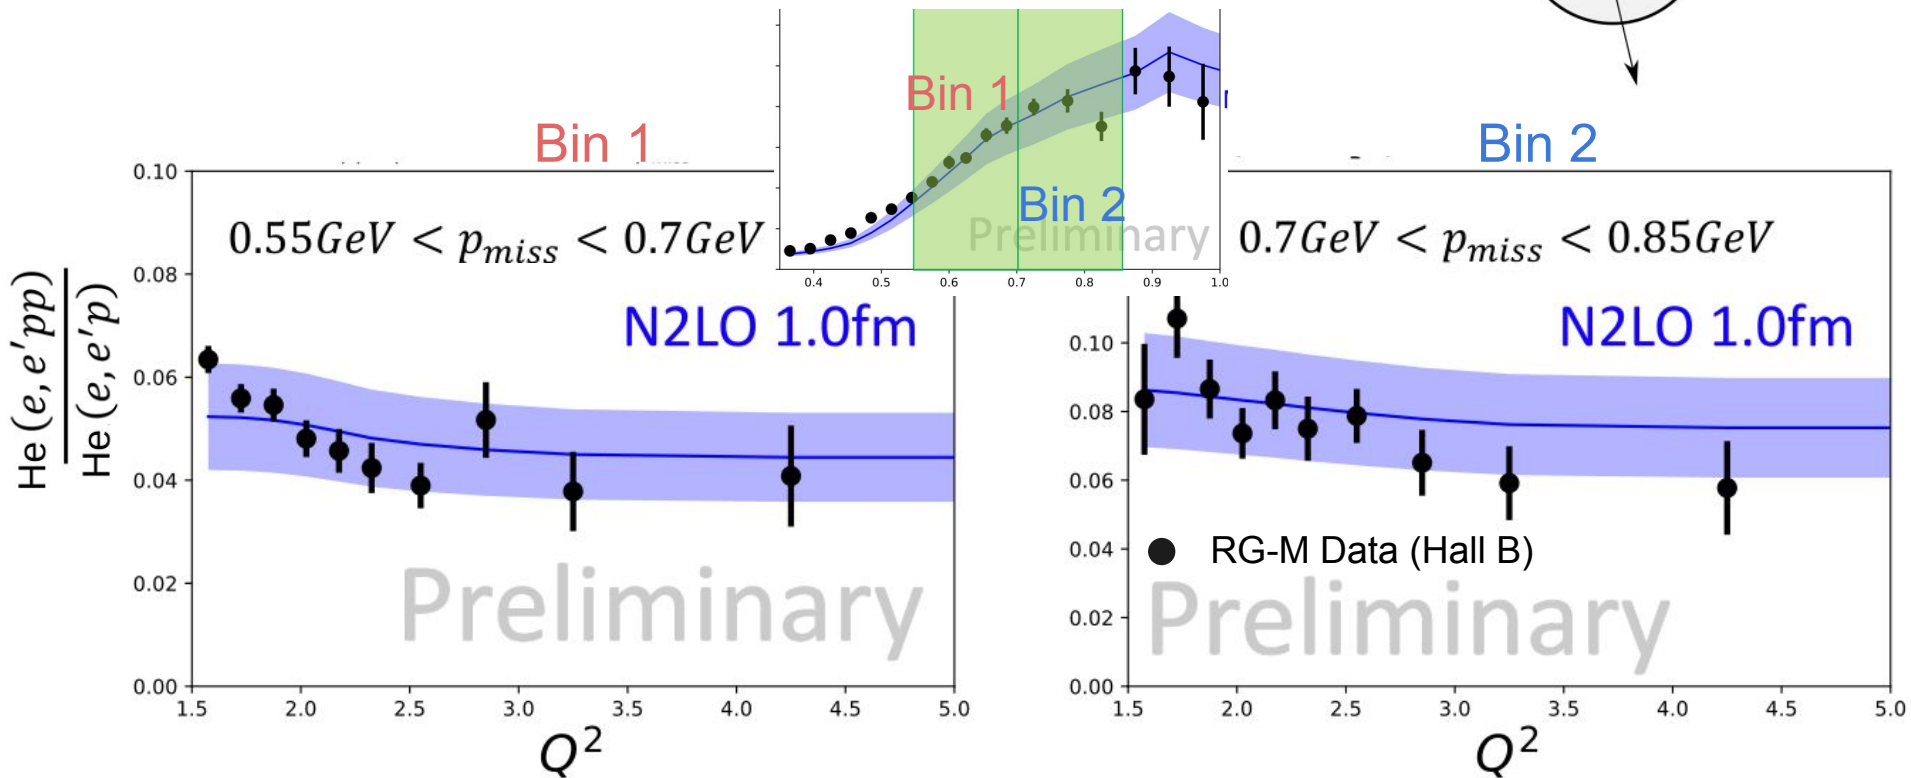 Bin 1
Bin 1
Bin 2
Preliminary
0.4 0.5 0.6 0.7 0.8 0.9 1.0
Bin 2
0.55GeV < p_miss < 0.7GeV
N2LO 1.0fm
He (e, e′pp)
He (e, e′p)
0.10
0.08
0.06
0.04
0.02
0.00
Preliminary
1.5 2.0 2.5 3.0 3.5 4.0 4.5 5.0
Q²
0.7GeV < p_miss < 0.85GeV
N2LO 1.0fm
0.10
0.08
0.06
0.04
0.02
0.00
RG-M Data (Hall B)
Preliminary
1.5 2.0 2.5 3.0 3.5 4.0 4.5 5.0
Q²